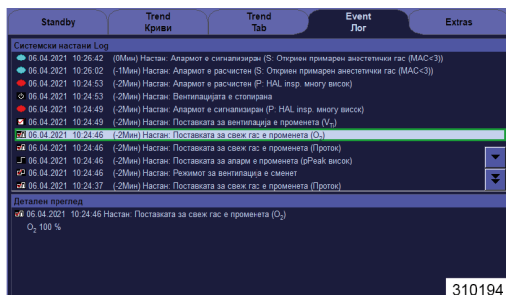 Standby
Trend Криви
Trend Tab
Event Лог
Extras
Системски настани Log
06.04.2021 10:26:42 (0Мин) Настан: Алармот е сигнализиран (S: Откриен примарен анестетички гас (MAC<3))
06.04.2021 10:26:02 (-1Мин) Настан: Алармот е расчистен (S: Откриен примарен анестетички гас (MAC<3))
06.04.2021 10:24:53 (-2Мин) Настан: Алармот е расчистен (P: HAL insp. многу висок)
06.04.2021 10:24:53 (-2Мин) Настан: Вентилацијата е стопирана
06.04.2021 10:24:49 (-2Мин) Настан: Алармот е сигнализиран (P: HAL insp. многу висок)
06.04.2021 10:24:49 (-2Мин) Настан: Поставката за вентилација е променета (VTi)
06.04.2021 10:24:46 (-2Мин) Настан: Поставката за свеж гас е променета (O₂)
06.04.2021 10:24:46 (-2Мин) Настан: Поставката за свеж гас е променета (Проток)
06.04.2021 10:24:46 (-2Мин) Настан: Поставката за аларм е променета (pPeak висок)
06.04.2021 10:24:46 (-2Мин) Настан: Режимот за вентилација е сменет
06.04.2021 10:24:37 (-2Мин) Настан: Поставката за свеж гас е променета (Проток)
Детален преглед
06.04.2021 10:24:46 Настан: Поставката за свеж гас е променета (O₂)
O₂ 100 %
310194